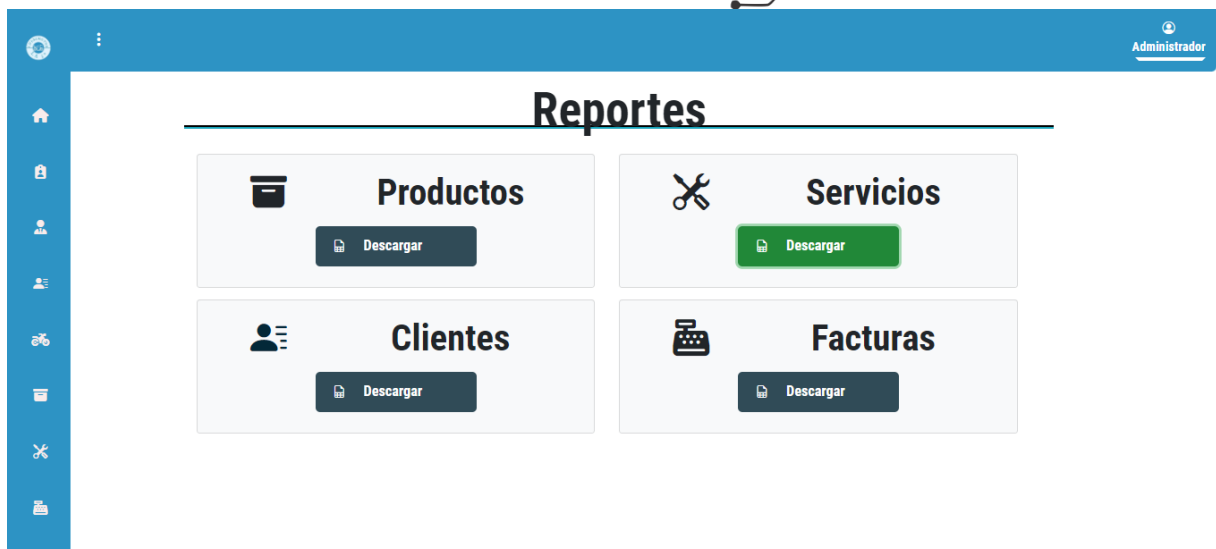 Administrador
Reportes
Productos
Descargar
Servicios
Descargar
Clientes
Descargar
Facturas
Descargar